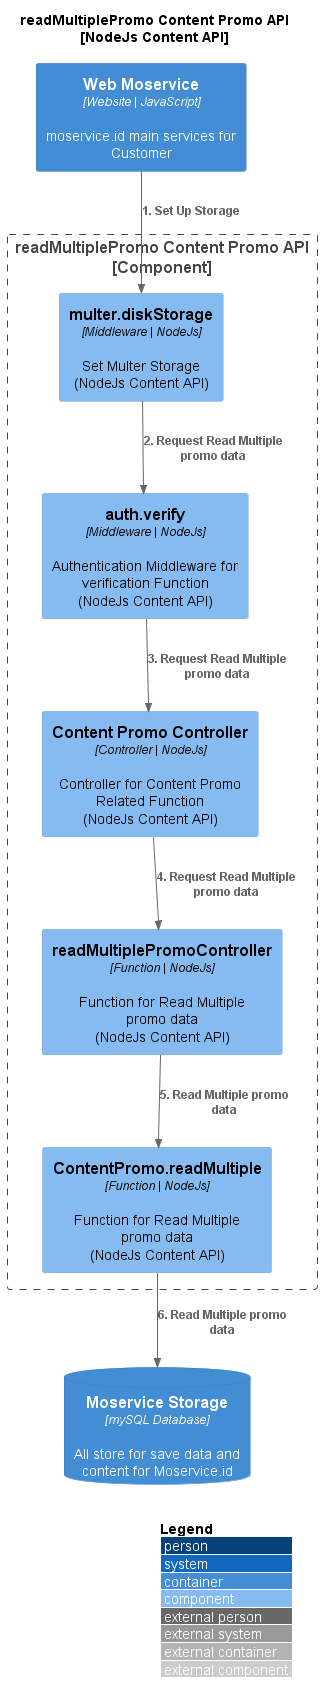 readMultiplePromo Content Promo API
[NodeJs Content API]
Web Moservice
[Website | JavaScript]
moservice.id main services for
Customer
1. Set Up Storage
readMultiplePromo Content Promo API
[Component]
multer.diskStorage
[Middleware | NodeJs]
Set Multer Storage
(NodeJs Content API)
2. Request Read Multiple
promo data
auth.verify
[Middleware | NodeJs]
Authentication Middleware for
verification Function
(NodeJs Content API)
3. Request Read Multiple
promo data
Content Promo Controller
[Controller | NodeJs]
Controller for Content Promo
Related Function
(NodeJs Content API)
4. Request Read Multiple
promo data
readMultiplePromoController
[Function | NodeJs]
Function for Read Multiple
promo data
(NodeJs Content API)
5. Read Multiple promo
data
ContentPromo.readMultiple
[Function | NodeJs]
Function for Read Multiple
promo data
(NodeJs Content API)
6. Read Multiple promo
data
Moservice Storage
[mySQL Database]
All store for save data and
content for Moservice.id
Legend
person
system
container
component
external person
external system
external container
external component